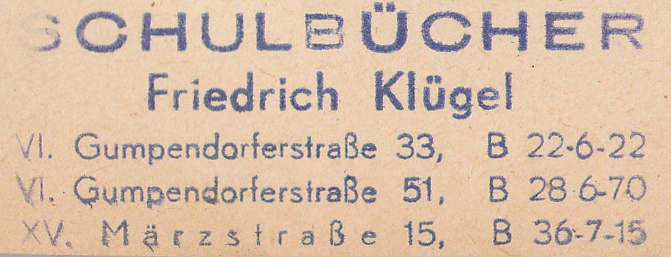 SCHULBÜCHER
Friedrich Klügel
VI. Gumpendorferstraße 33, B 22-6-22
VI. Gumpendorferstraße 51, B 28-6-70
XV. Märzstraße 15, B 36-7-15